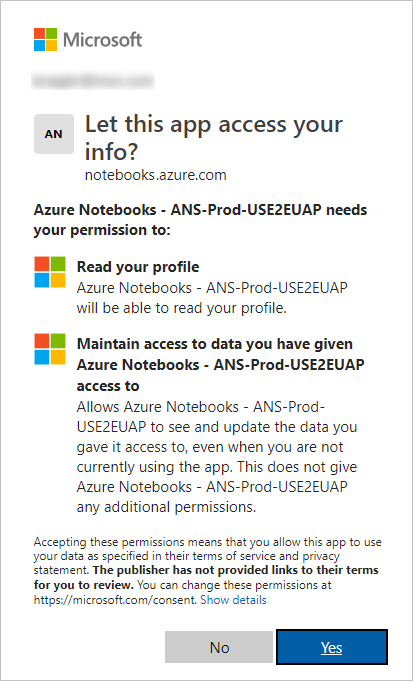 Microsoft
AN
Let this app access your
info?
notebooks.azure.com
Azure Notebooks - ANS-Prod-USE2EUAP needs
your permission to:
Read your profile
Azure Notebooks - ANS-Prod-USE2EUAP
will be able to read your profile.
Maintain access to data you have given
Azure Notebooks - ANS-Prod-USE2EUAP
access to
Allows Azure Notebooks - ANS-Prod-
USE2EUAP to see and update the data you
gave it access to, even when you are not
currently using the app. This does not give
Azure Notebooks - ANS-Prod-USE2EUAP
any additional permissions.
Accepting these permissions means that you allow this app to use
your data as specified in their terms of service and privacy
statement. The publisher has not provided links to their terms
for you to review. You can change these permissions at
https://microsoft.com/consent. Show details
No
Yes